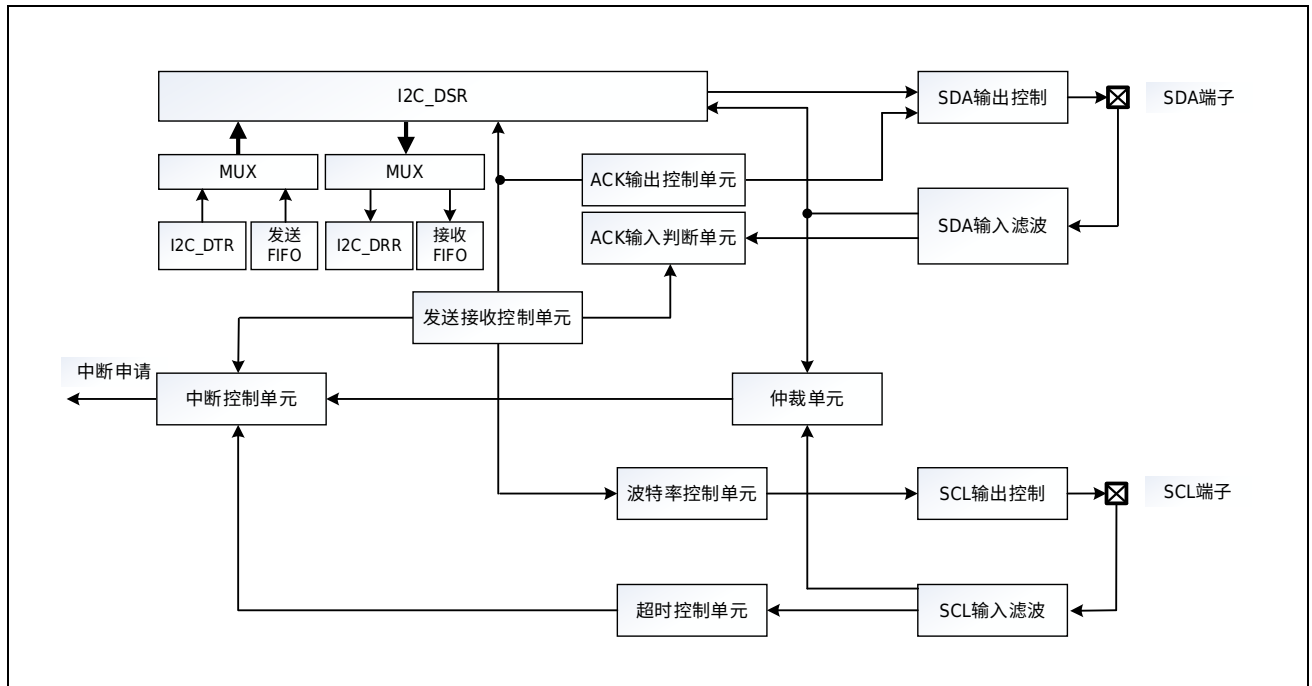 I2C_DSR
SDA输出控制
SDA端子
MUX
MUX
ACK输出控制单元
I2C_DTR
发送
FIFO
I2C_DRR
接收
FIFO
ACK输入判断单元
SDA输入滤波
发送接收控制单元
中断申请
中断控制单元
仲裁单元
波特率控制单元
SCL输出控制
SCL端子
超时控制单元
SCL输入滤波